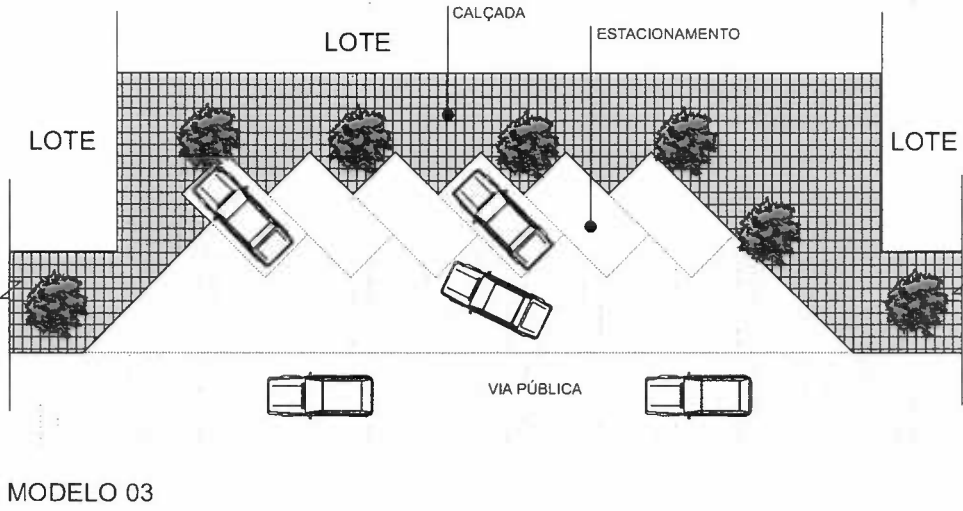 CALÇADA
LOTE
ESTACIONAMENTO
LOTE
LOTE
VIA PÚBLICA
MODELO 03